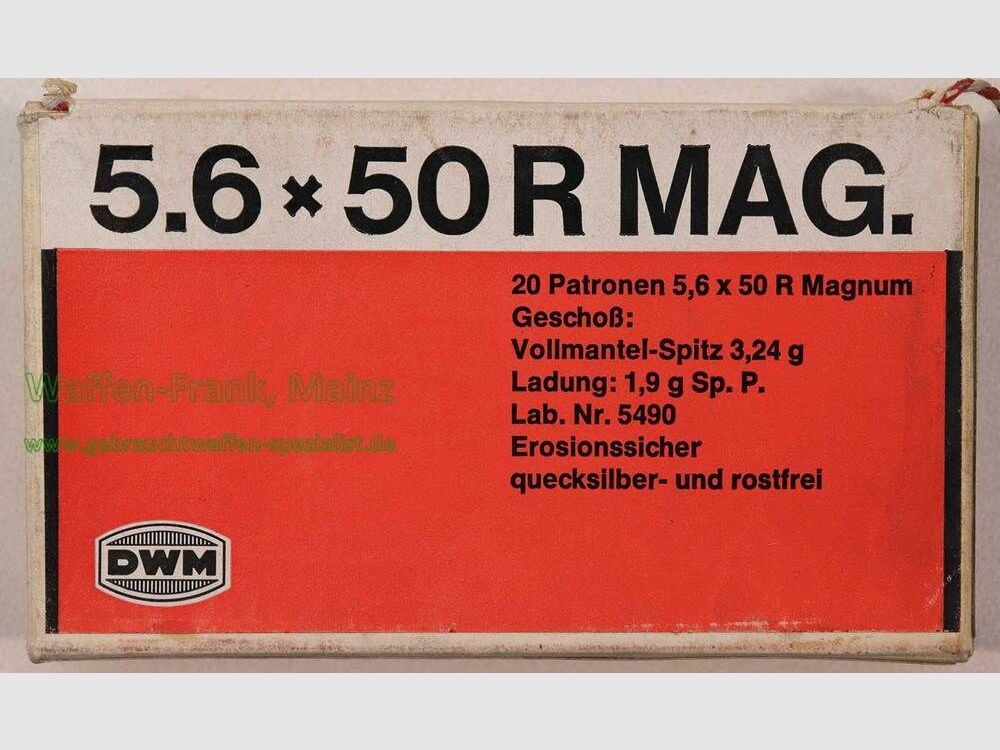 5.6 × 50 R MAG.
20 Patronen 5,6 x 50 R Magnum
Geschoß:
Vollmantel-Spitz 3,24 g
Ladung: 1,9 g Sp. P.
Lab. Nr. 5490
Erosionssicher
quecksilber- und rostfrei
Waffen-Frank, Mainz
www.gebrauchtwaffen-spezialist.de
DWM